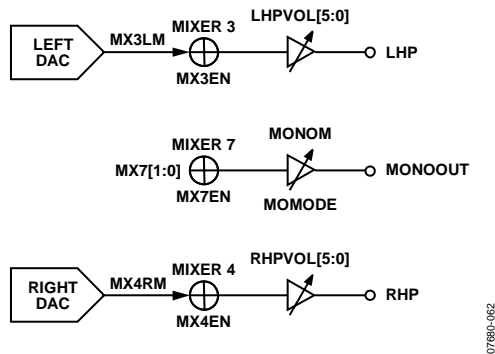 LHPVOL[5:0]
MIXER 3
LEFT
DAC
MX3LM
LHP
MX3EN
MIXER 7
MONOM
MX7[1:0]
MONOOUT
MX7EN
MOMODE
RHPVOL[5:0]
MIXER 4
RIGHT
DAC
MX4RM
RHP
MX4EN
07680-062